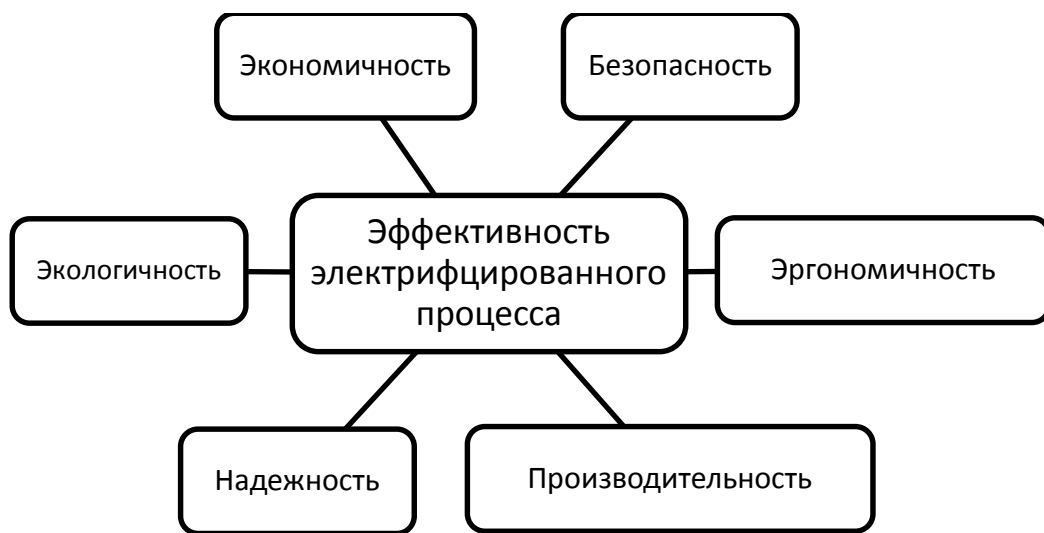 Экономичность
Безопасность
Эффективность
электрифцированного
процесса
Экологичность
Эргономичность
Надежность
Производительность